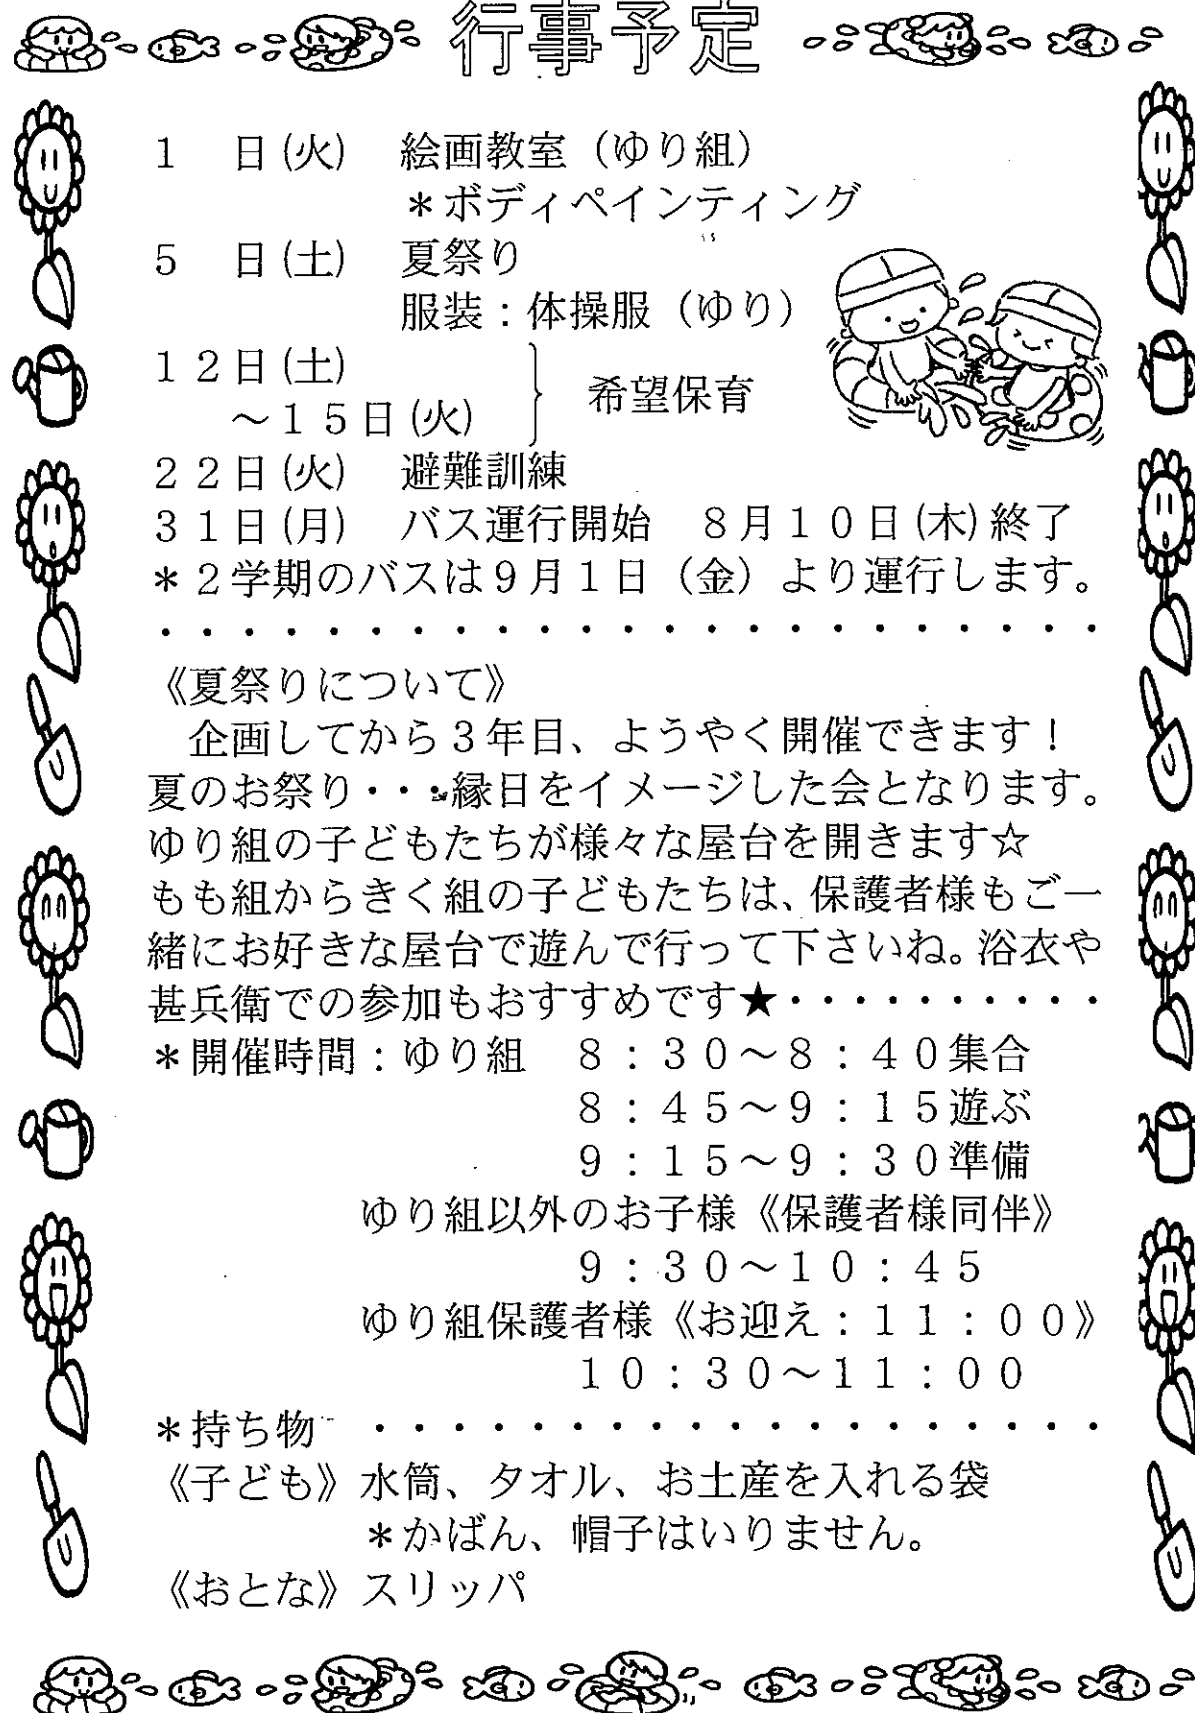 行事予定
1　日(火)　絵画教室（ゆり組）
＊ボディペインティング
5　日(土)　夏祭り
服装：体操服（ゆり）
１２日(土)
～１５日(火)　希望保育
２２日(火)　避難訓練
３１日(月)　バス運行開始　８月１０日(木)終了
＊２学期のバスは９月１日（金）より運行します。
・・・・・・・・・・・・・・・・・・・・・・・
《夏祭りについて》
企画してから３年目、ようやく開催できます！
夏のお祭り・・・縁日をイメージした会となります。
ゆり組の子どもたちが様々な屋台を開きます☆
もも組からきく組の子どもたちは、保護者様もご一
緒にお好きな屋台で遊んで行って下さいね。浴衣や
甚兵衛での参加もおすすめです★・・・・・・・・
＊開催時間：ゆり組　８：３０～８：４０集合
８：４５～９：１５遊ぶ
９：１５～９：３０準備
ゆり組以外のお子様《保護者様同伴》
９：３０～１０：４５
ゆり組保護者様《お迎え：１１：００》
１０：３０～１１：００
＊持ち物　・・・・・・・・・・・・・・・・・・
《子ども》水筒、タオル、お土産を入れる袋
＊かばん、帽子はいりません。
《おとな》スリッパ